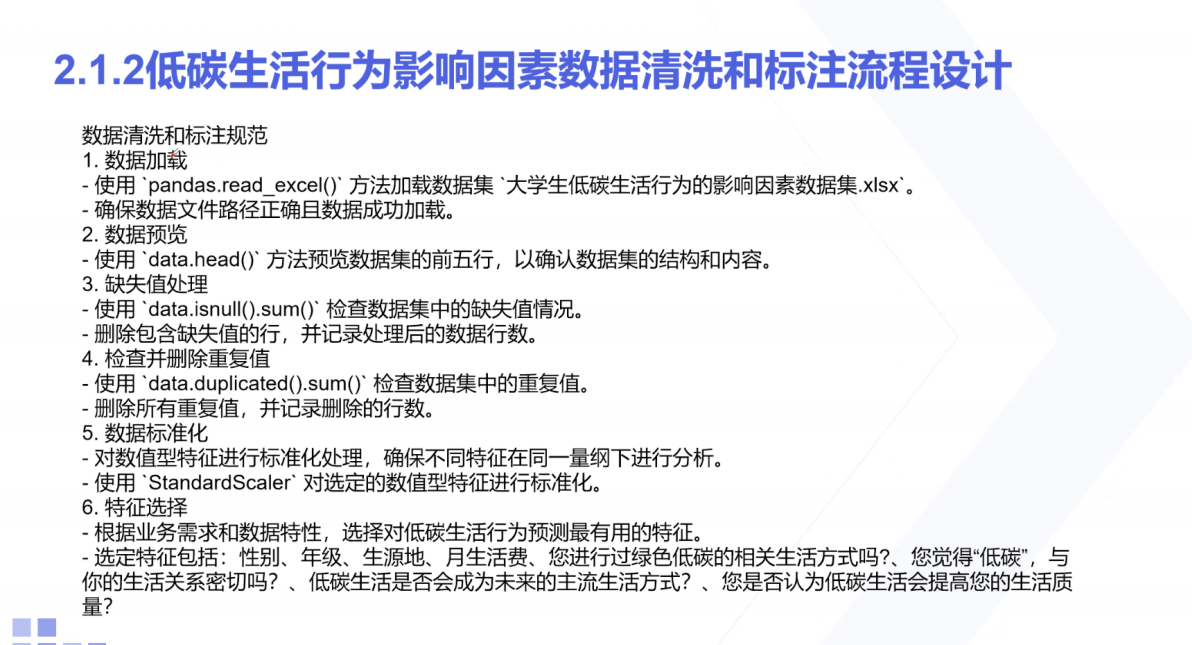 2.1.2低碳生活行为影响因素数据清洗和标注流程设计
数据清洗和标注规范
1. 数据加载
- 使用 `pandas.read_excel()` 方法加载数据集 `大学生低碳生活行为的影响因素数据集.xlsx`。
- 确保数据文件路径正确且数据成功加载。
2. 数据预览
- 使用 `data.head()` 方法预览数据集的前五行，以确认数据集的结构和内容。
3. 缺失值处理
- 使用 `data.isnull().sum()` 检查数据集中的缺失值情况。
- 删除包含缺失值的行，并记录处理后的数据行数。
4. 检查并删除重复值
- 使用 `data.duplicated().sum()` 检查数据集中的重复值。
- 删除所有重复值，并记录删除的行数。
5. 数据标准化
- 对数值型特征进行标准化处理，确保不同特征在同一量纲下进行分析。
- 使用 `StandardScaler` 对选定的数值型特征进行标准化。
6. 特征选择
- 根据业务需求和数据特性，选择对低碳生活行为预测最有用的特征。
- 选定特征包括：性别、年级、生源地、月生活费、您进行过绿色低碳的相关生活方式吗?、您觉得“低碳”，与
你的生活关系密切吗？、低碳生活是否会成为未来的主流生活方式？、您是否认为低碳生活会提高您的生活质
量？